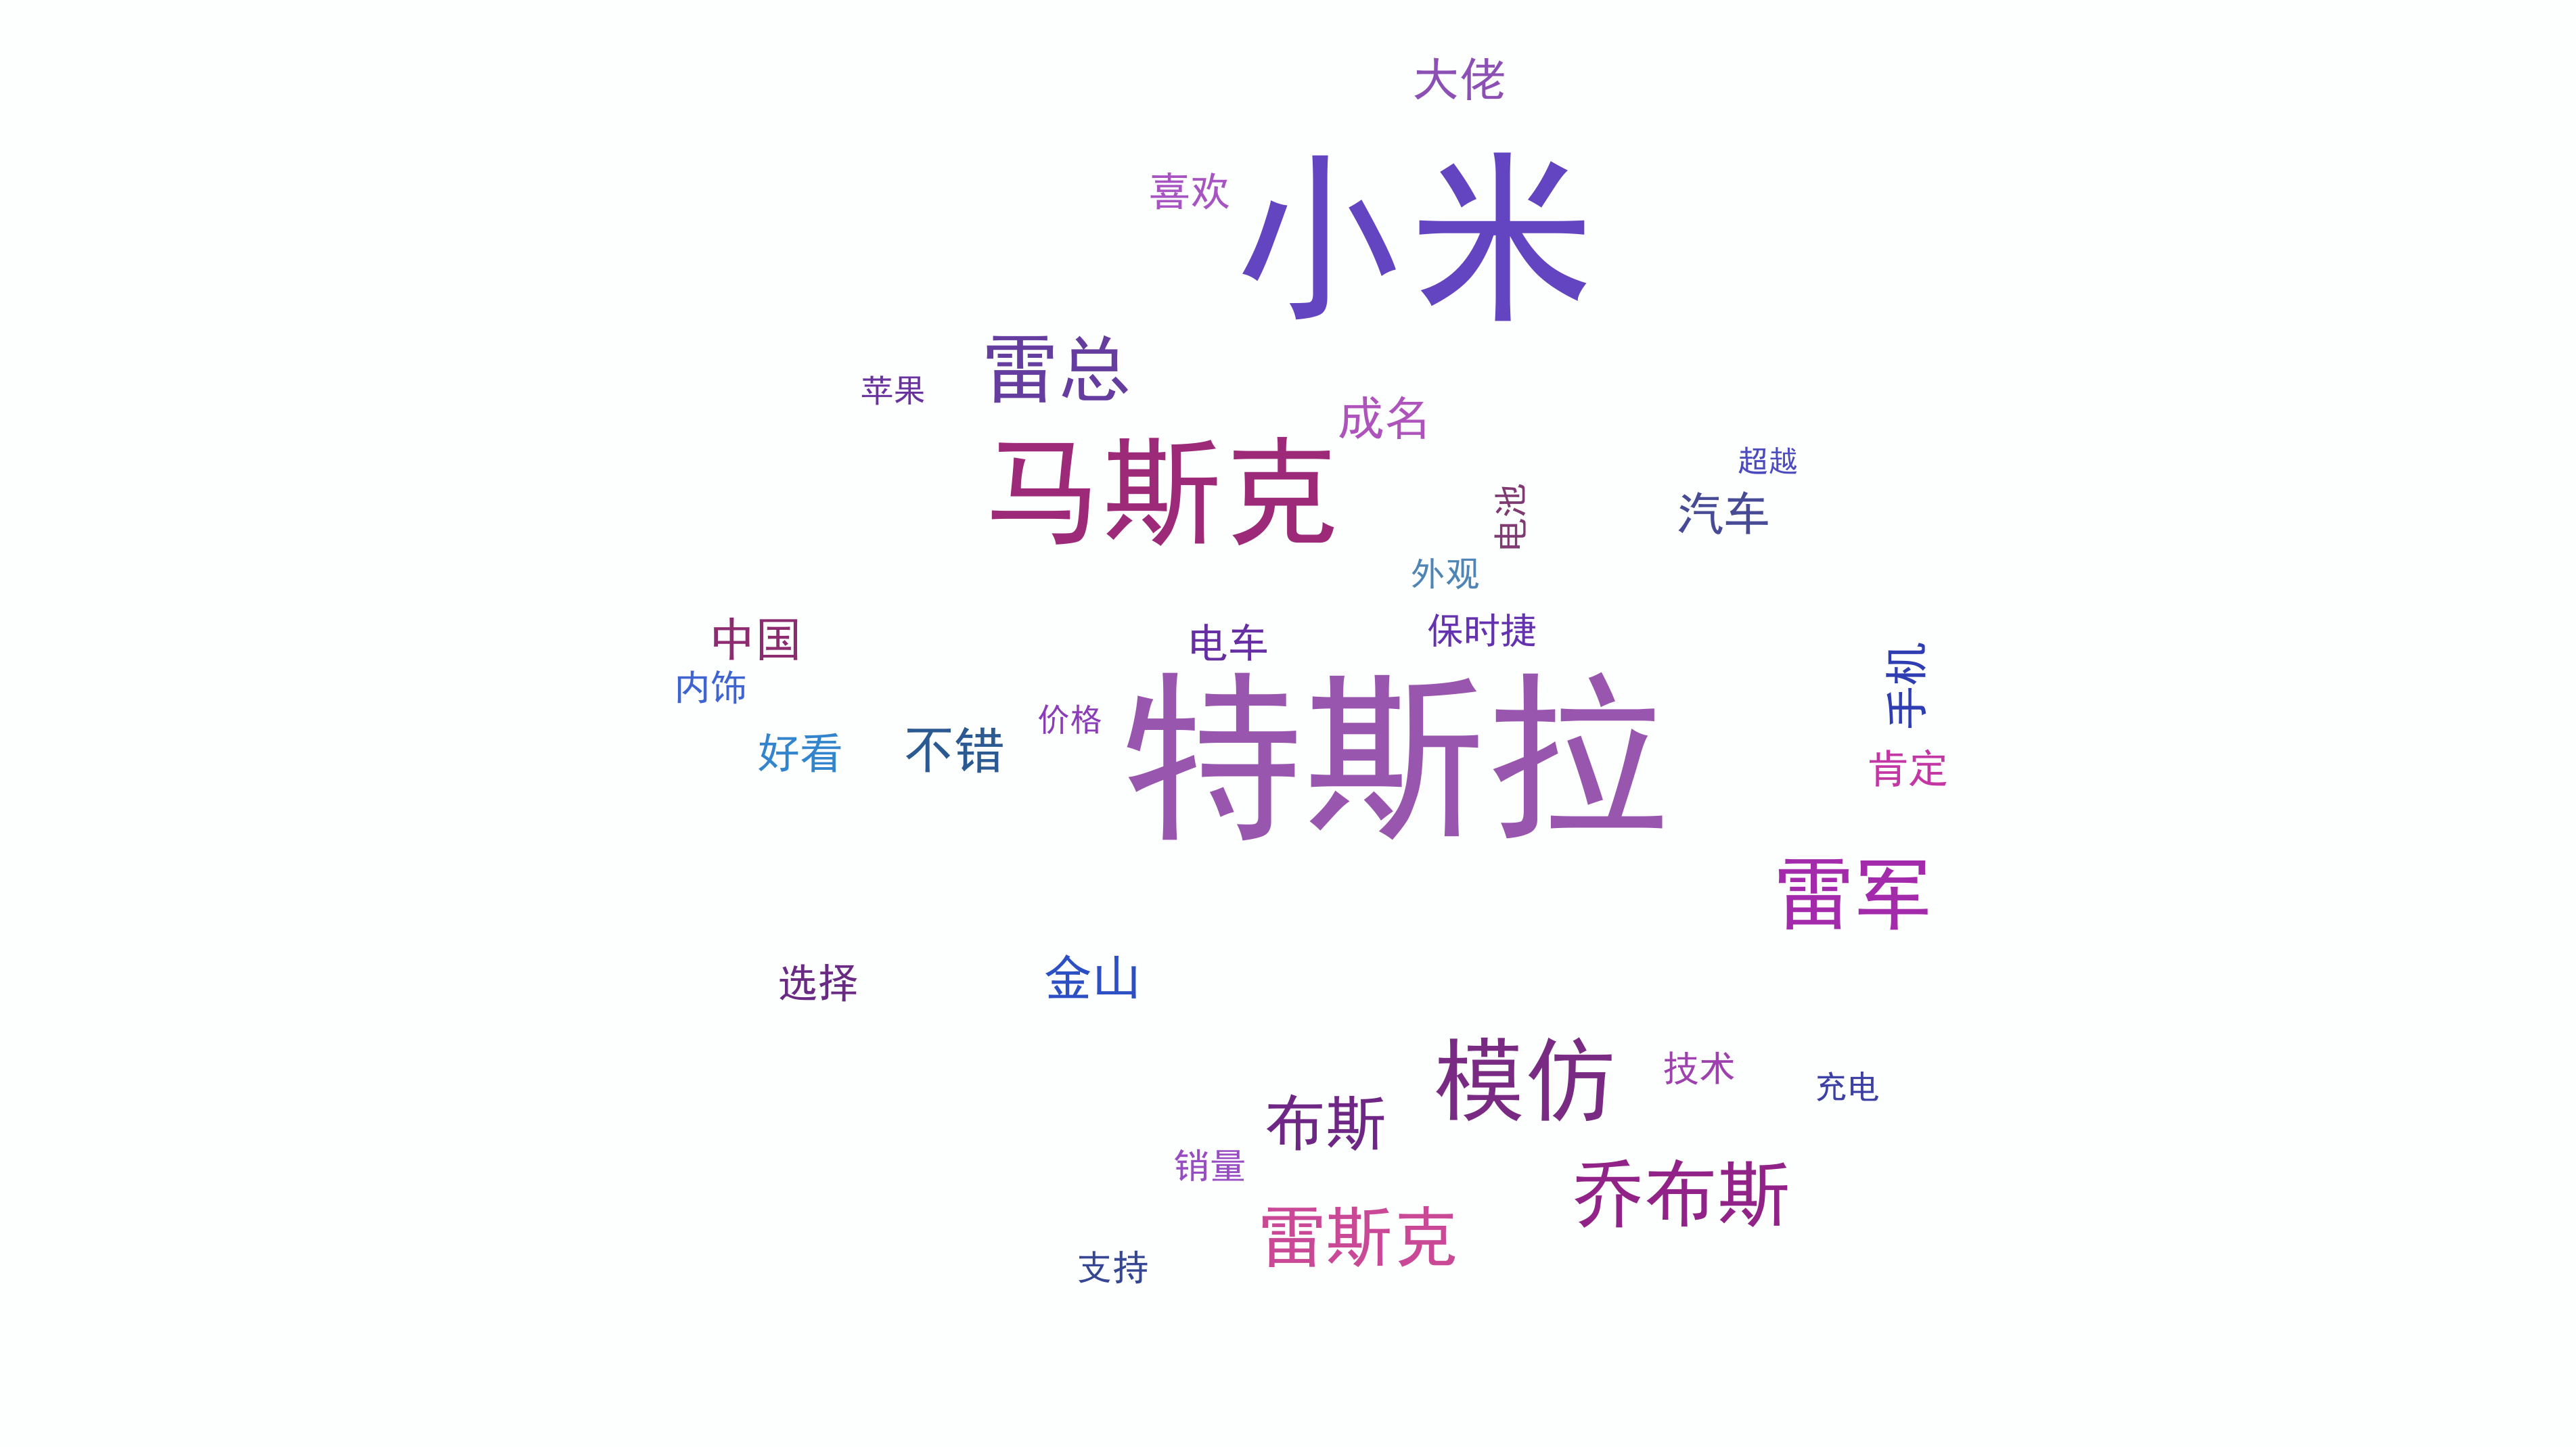 大佬
喜欢
小米
雷总
苹果
成名
马斯克
超越
电池
汽车
外观
中国
电车
保时捷
手机
内饰
价格
好看
不错
特斯拉
肯定
雷军
选择
金山
模仿
技术
充电
布斯
销量
乔布斯
雷斯克
支持